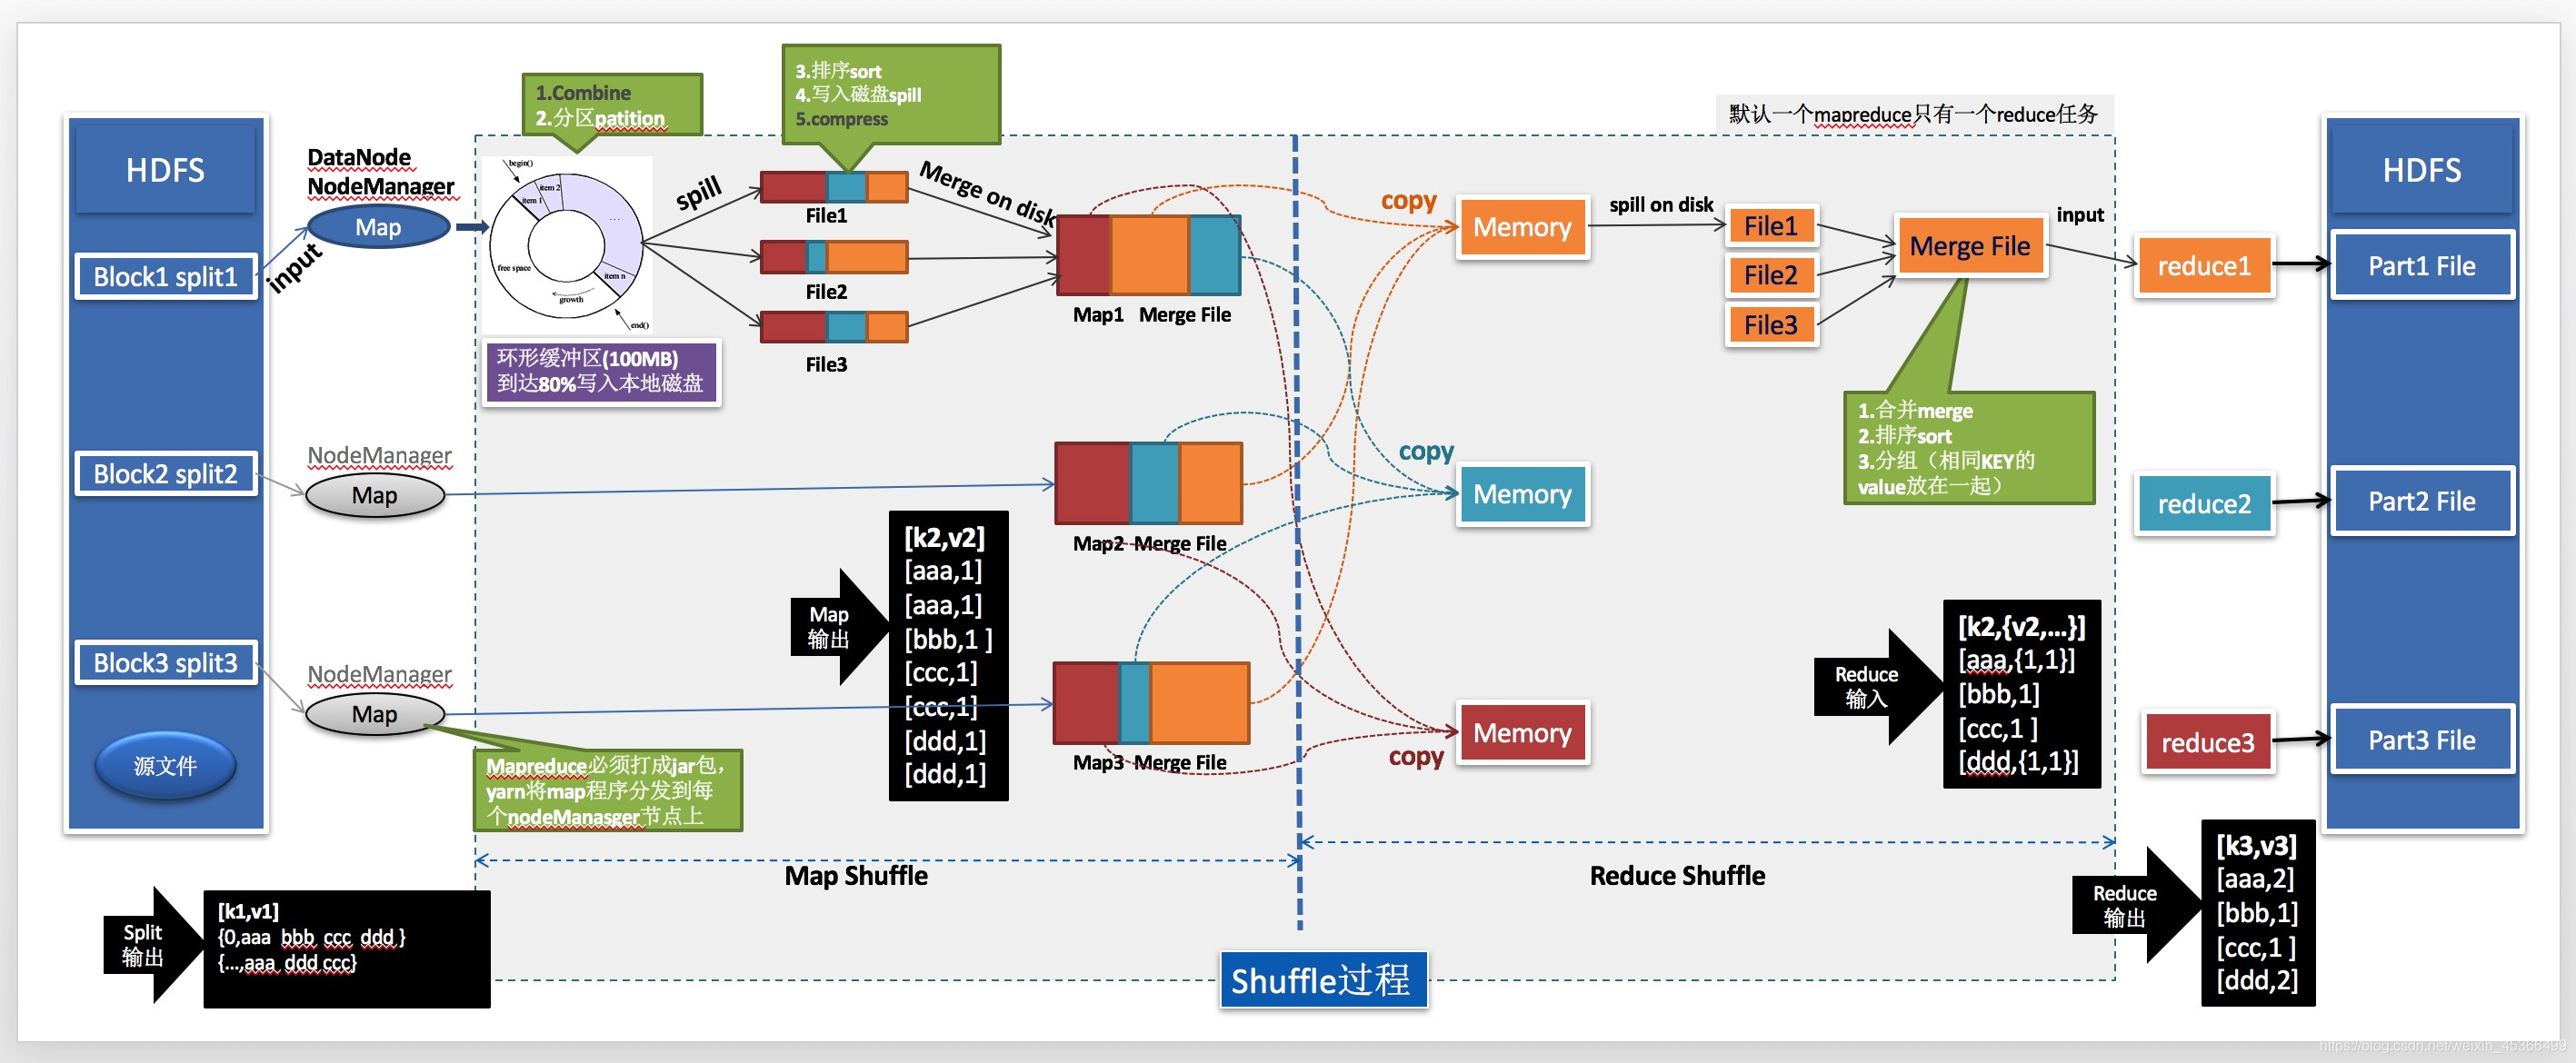 HDFS
Block1 split1
Block2 split2
Block3 split3
源文件
input
DataNode
NodeManager
Map
NodeManager
Map
NodeManager
Map
Mapreduce必须打成jar包，
yarn将map程序分发到每
个nodeManasger节点上
Split
输出
[k1,v1]
{0,aaa bbb ccc ddd }
{...,aaa ddd ccc}
1.Combine
2.分区patition
begin()
item 1
item 2
...
item n
free space
growth
end()
环形缓冲区(100MB)
到达80%写入本地磁盘
spill
3.排序sort
4.写入磁盘spill
5.compress
File1
File2
File3
Merge on disk
Map1 Merge File
Map2 Merge File
Map3 Merge File
Map
输出
[k2,v2]
[aaa,1]
[aaa,1]
[bbb,1 ]
[ccc,1]
[ccc,1]
[ddd,1]
[ddd,1]
Map Shuffle
copy
Memory
copy
Memory
copy
Memory
默认一个mapreduce只有一个reduce任务
spill on disk
File1
File2
File3
Merge File
input
1.合并merge
2.排序sort
3.分组（相同KEY的
value放在一起）
Reduce
输入
[k2,{v2,...}]
[aaa,{1,1}]
[bbb,1]
[ccc,1 ]
[ddd,{1,1}]
Reduce Shuffle
Shuffle过程
reduce1
reduce2
reduce3
HDFS
Part1 File
Part2 File
Part3 File
Reduce
输出
[k3,v3]
[aaa,2]
[bbb,1]
[ccc,1 ]
[ddd,2]
https://blog.csdn.net/weixin_45366499